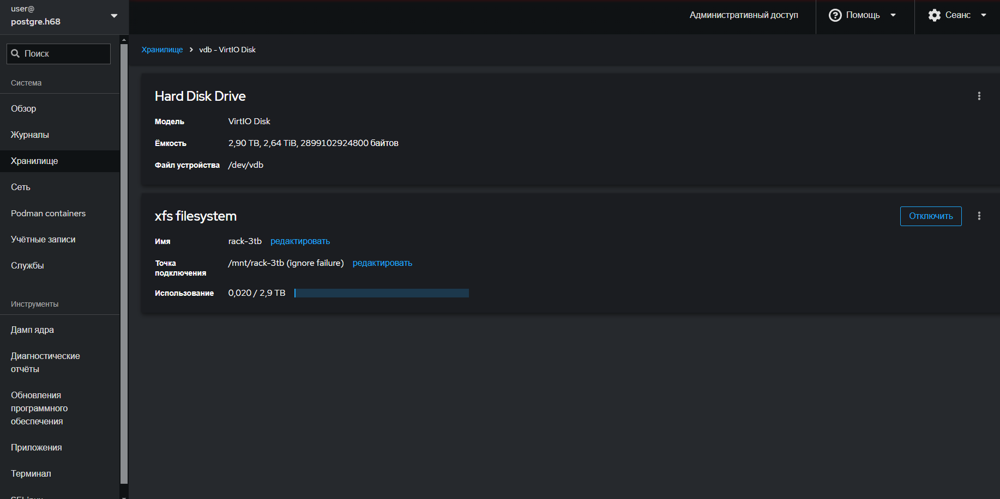 user@
postgre.h68
Административный доступ
Помощь
Сеанс
Поиск
Система
Обзор
Журналы
Хранилище
Сеть
Podman containers
Учётные записи
Службы
Инструменты
Дамп ядра
Диагностические
отчёты
Обновления
программного
обеспечения
Приложения
Терминал
Хранилище > vdb - VirtIO Disk
Hard Disk Drive
Модель VirtIO Disk
Ёмкость 2,90 TB, 2,64 TiB, 2899102924800 байтов
Файл устройства /dev/vdb
xfs filesystem
Отключить
Имя rack-3tb редактировать
Точка
подключения
/mnt/rack-3tb (ignore failure) редактировать
Использование 0,020 / 2,9 TB